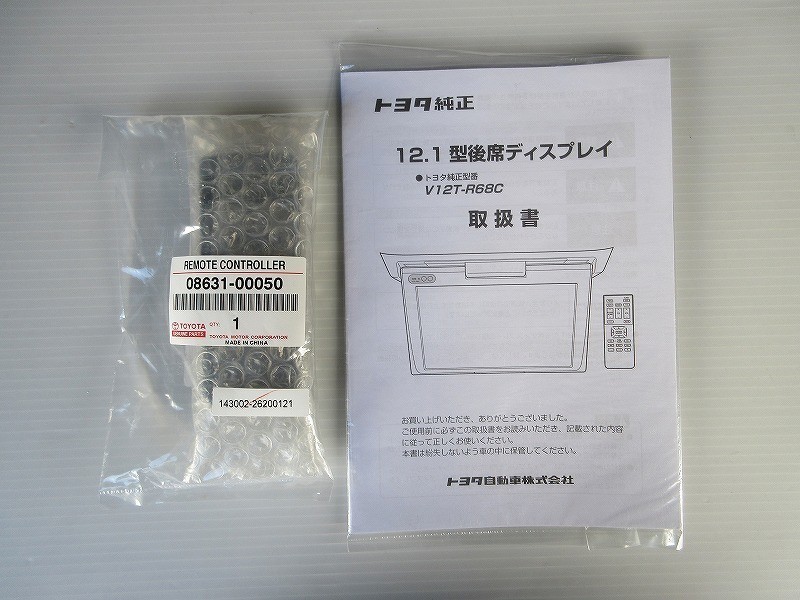 REMOTE CONTROLLER
08631-00050
TOYOTA
GENUINE PARTS
QTY:
1
TOYOTA MOTOR CORPORATION
MADE IN CHINA
143002-26200121
トヨタ純正
12.1型後席ディスプレイ
● トヨタ純正型番
V12T-R68C
取扱書
お買い上げいただき、ありがとうございました。
ご使用前に必ずこの取扱書をお読みいただき、記載された内容
に従って正しくお使いください。
本書は紛失しないよう車の中に保管してください。
トヨタ自動車株式会社